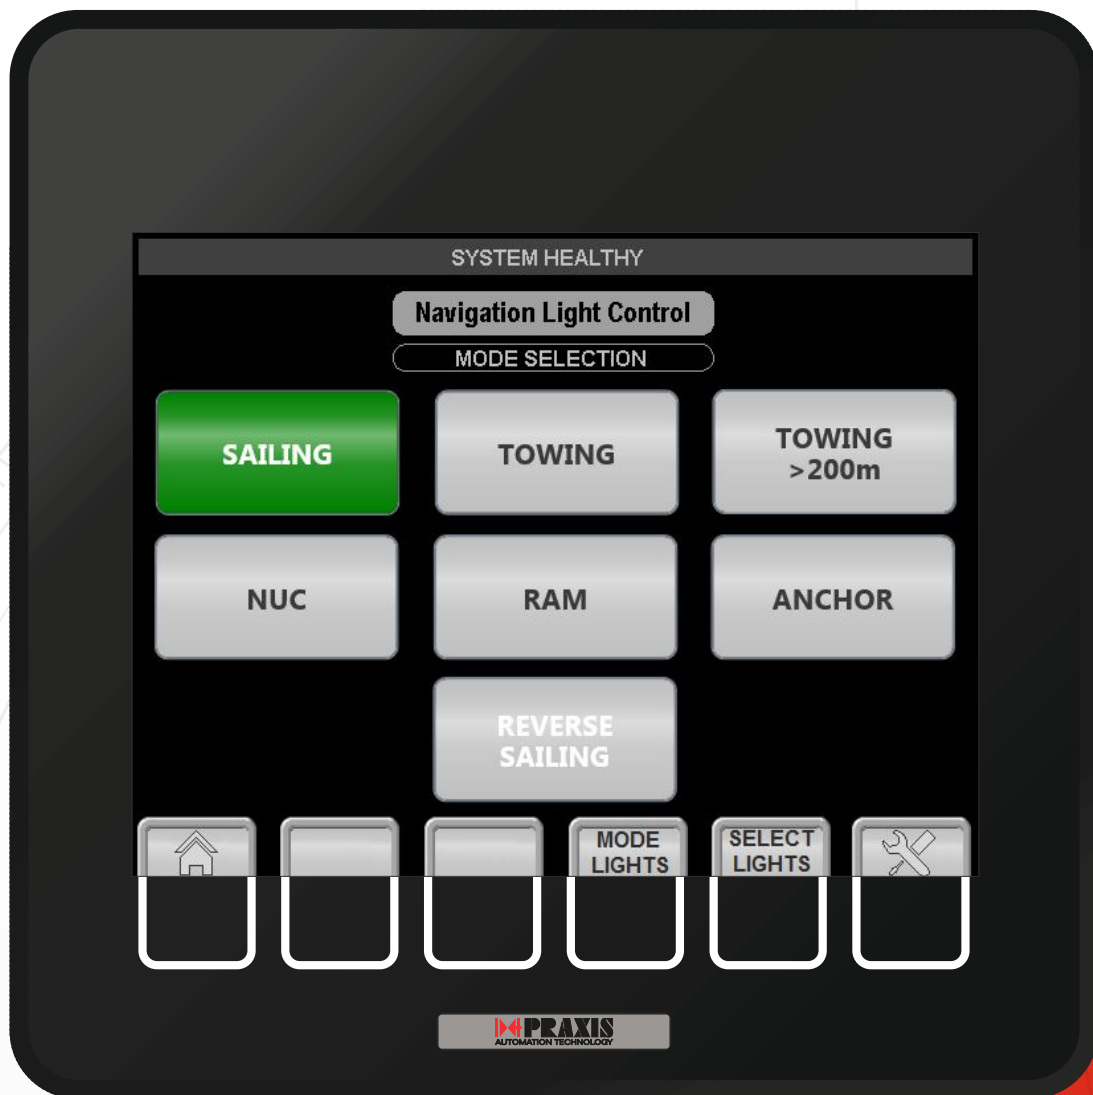 SYSTEM HEALTHY
Navigation Light Control
MODE SELECTION
SAILING
TOWING
TOWING
>200m
NUC
RAM
ANCHOR
REVERSE
SAILING
MODE
LIGHTS
SELECT
LIGHTS
PRAXIS
AUTOMATION TECHNOLOGY